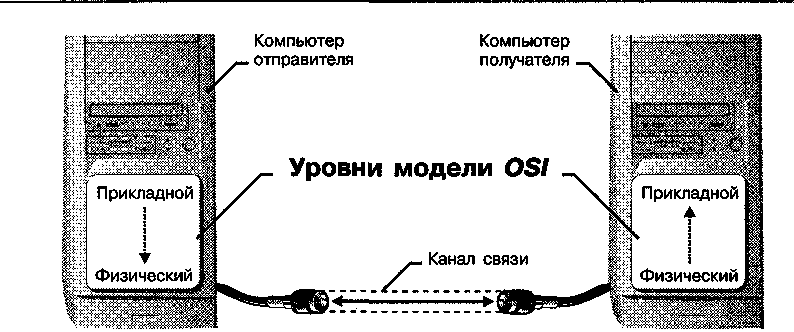 Компьютер
отправителя
Компьютер
получателя
Уровни модели OSI
Прикладной
Физический
Прикладной
Физический
Канал связи